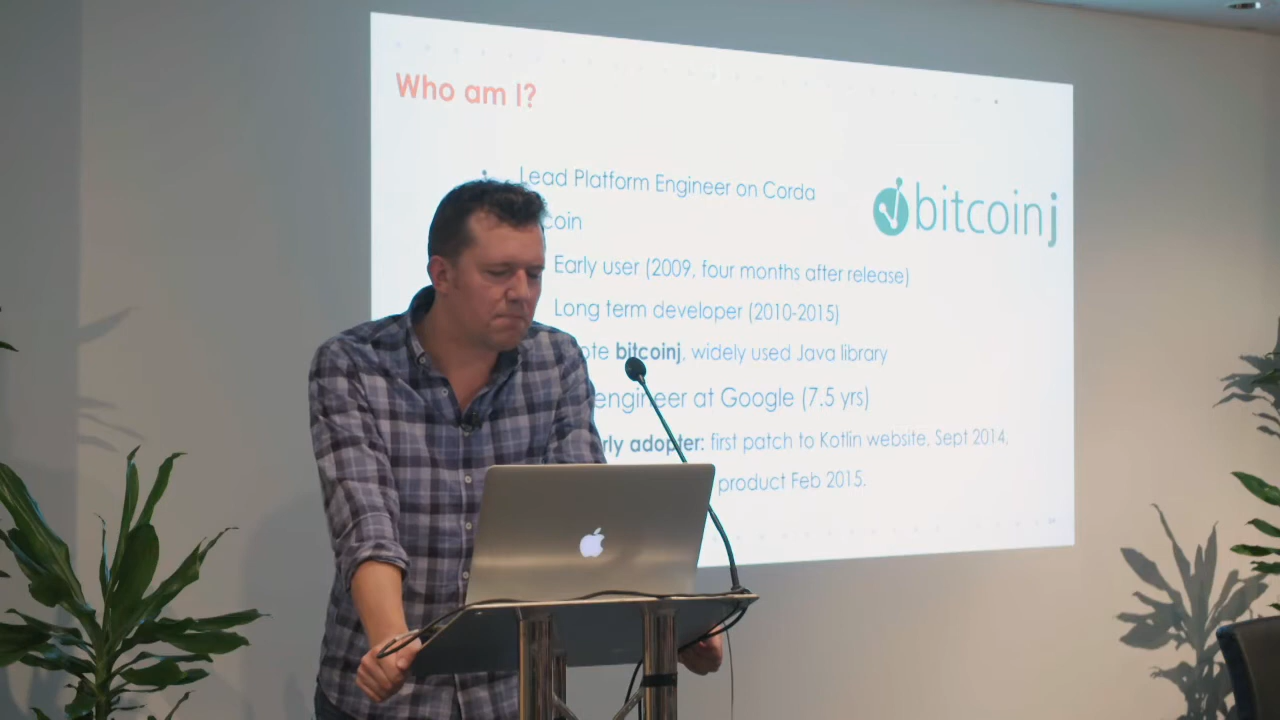 Who am I?
Lead Platform Engineer on Corda
bitcoinj
coin
Early user (2009, four months after release)
Long term developer (2010-2015)
ote bitcoinj, widely used Java library
engineer at Google (7.5 yrs)
rly adopter: first patch to Kotlin website, Sept 2014,
product Feb 2015.